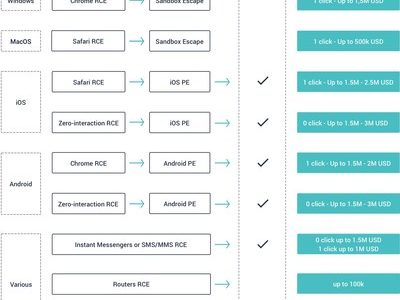 Windows Chrome RCE Sandbox Escape 1 click - Up to 1,5M USD
MacOS Safari RCE Sandbox Escape 1 click - Up to 500k USD
Safari RCE iOS PE 1 click - Up to 1.5M - 2.5M USD
iOS
Zero-interaction RCE iOS PE 0 click - Up to 1.5M - 3M USD
Chrome RCE Android PE 1 click - Up to 1.5M - 2M USD
Android
Zero-interaction RCE Android PE 0 click - Up to 1.5M - 3M USD
Instant Messengers or SMS/MMS RCE 0 click up to 1.5M USD
1 click up to 1M USD
Various Routers RCE up to 100k